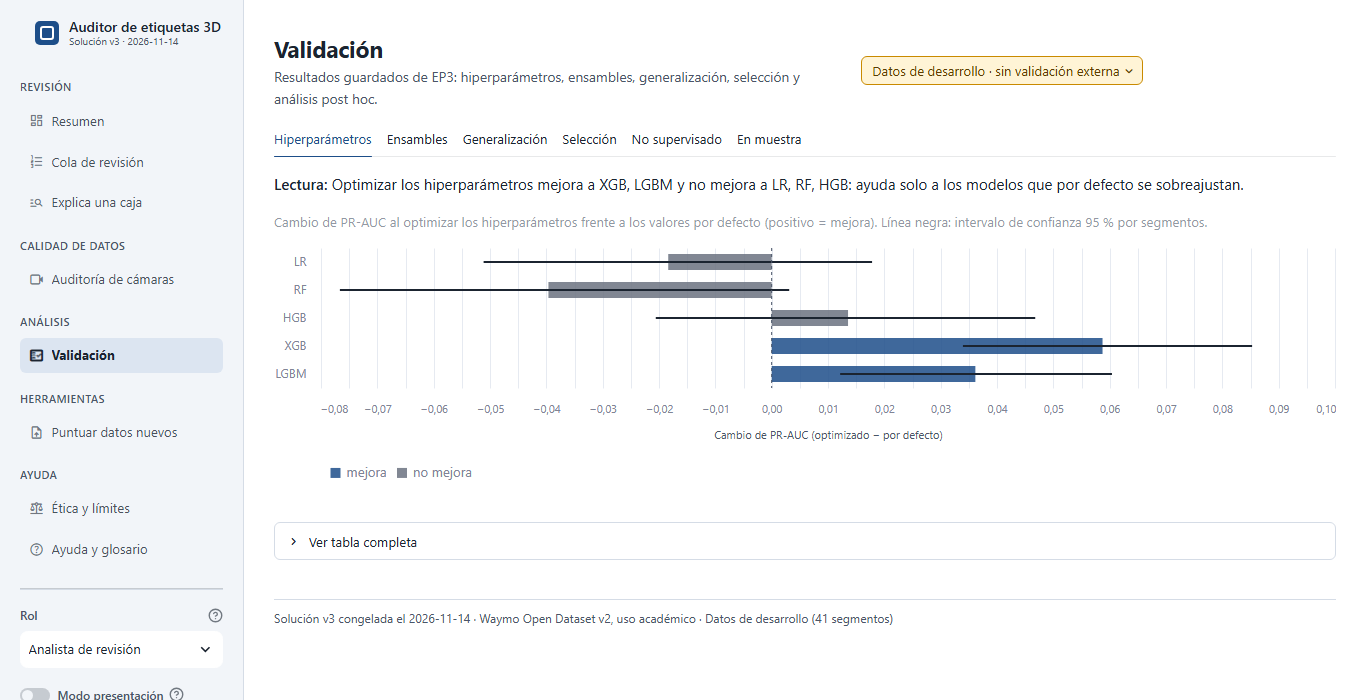 Auditor de etiquetas 3D
Solución v3 · 2026-11-14
REVISIÓN
Resumen
Cola de revisión
Explica una caja
CALIDAD DE DATOS
Auditoría de cámaras
ANÁLISIS
Validación
HERRAMIENTAS
Puntuar datos nuevos
AYUDA
Ética y límites
Ayuda y glosario
Rol
Analista de revisión
Modo presentación
Validación
Resultados guardados de EP3: hiperparámetros, ensambles, generalización, selección y
análisis post hoc.
Datos de desarrollo · sin validación externa
Hiperparámetros Ensambles Generalización Selección No supervisado En muestra
Lectura: Optimizar los hiperparámetros mejora a XGB, LGBM y no mejora a LR, RF, HGB: ayuda solo a los modelos que por defecto se sobreajustan.
Cambio de PR-AUC al optimizar los hiperparámetros frente a los valores por defecto (positivo = mejora). Línea negra: intervalo de confianza 95 % por segmentos.
LR
RF
HGB
XGB
LGBM
−0,08 −0,07 −0,06 −0,05 −0,04 −0,03 −0,02 −0,01 0,00 0,01 0,02 0,03 0,04 0,05 0,06 0,07 0,08 0,09 0,10
Cambio de PR-AUC (optimizado − por defecto)
mejora no mejora
Ver tabla completa
Solución v3 congelada el 2026-11-14 · Waymo Open Dataset v2, uso académico · Datos de desarrollo (41 segmentos)